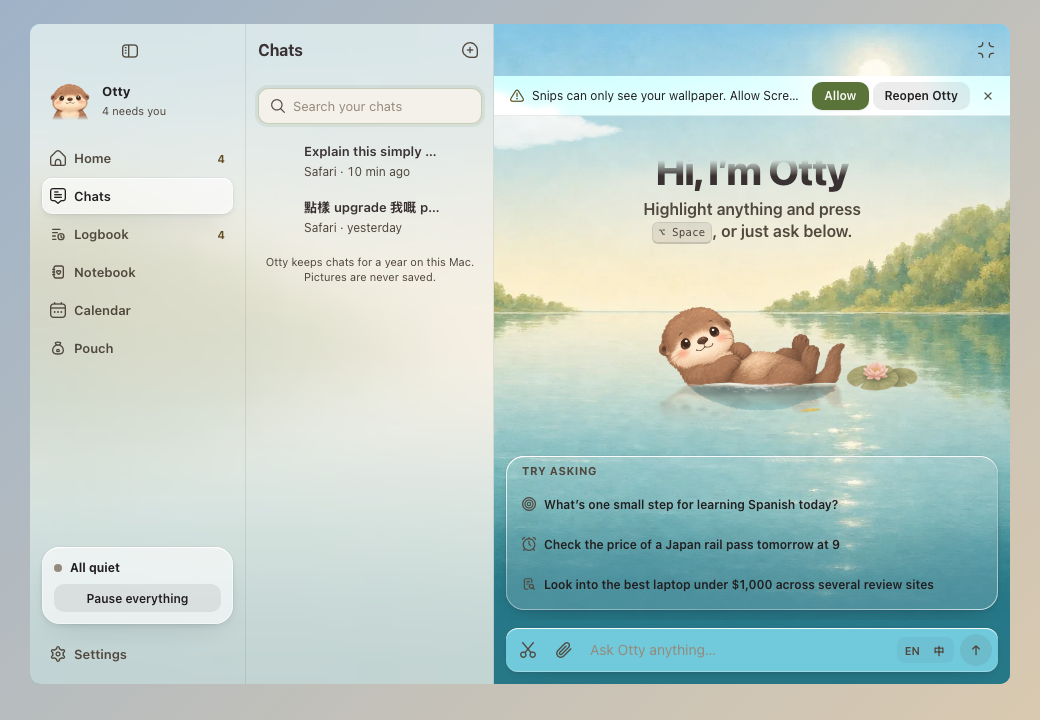 Otty
4 needs you
Home 4
Chats
Logbook 4
Notebook
Calendar
Pouch
All quiet
Pause everything
Settings
Chats
Search your chats
Explain this simply ...
Safari · 10 min ago
點樣 upgrade 我嘅 p...
Safari · yesterday
Otty keeps chats for a year on this Mac.
Pictures are never saved.
Snips can only see your wallpaper. Allow Scre... Allow Reopen Otty
Hi, I'm Otty
Highlight anything and press
⌥ Space, or just ask below.
TRY ASKING
What's one small step for learning Spanish today?
Check the price of a Japan rail pass tomorrow at 9
Look into the best laptop under $1,000 across several review sites
Ask Otty anything... EN 中